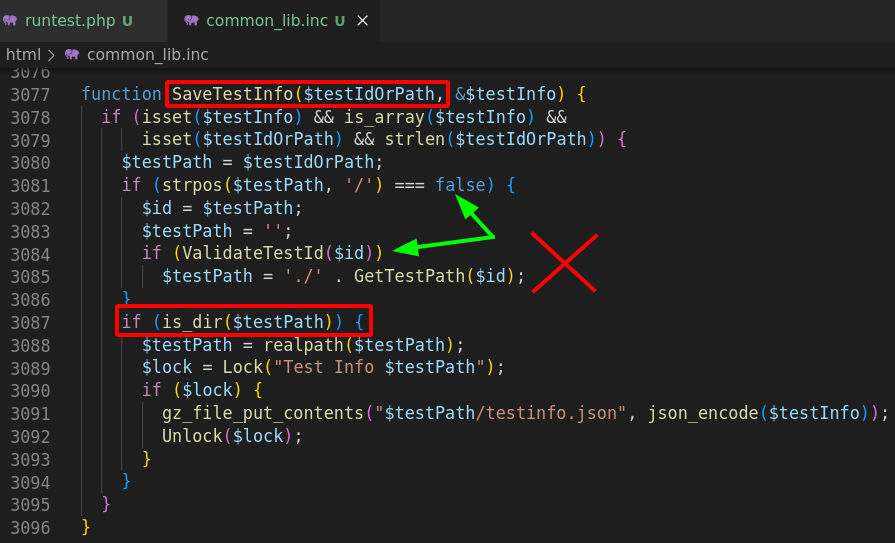 runtest.php U common_lib.inc U ×
html > common_lib.inc
3076
3077 function SaveTestInfo($testIdOrPath, &$testInfo) {
3078 if (isset($testInfo) && is_array($testInfo) &&
3079 isset($testIdOrPath) && strlen($testIdOrPath)) {
3080 $testPath = $testIdOrPath;
3081 if (strpos($testPath, '/') === false) {
3082 $id = $testPath;
3083 $testPath = '';
3084 if (ValidateTestId($id))
3085 $testPath = './' . GetTestPath($id);
3086 }
3087 if (is_dir($testPath)) {
3088 $testPath = realpath($testPath);
3089 $lock = Lock("Test Info $testPath");
3090 if ($lock) {
3091 gz_file_put_contents("$testPath/testinfo.json", json_encode($testInfo));
3092 Unlock($lock);
3093 }
3094 }
3095 }
3096 }